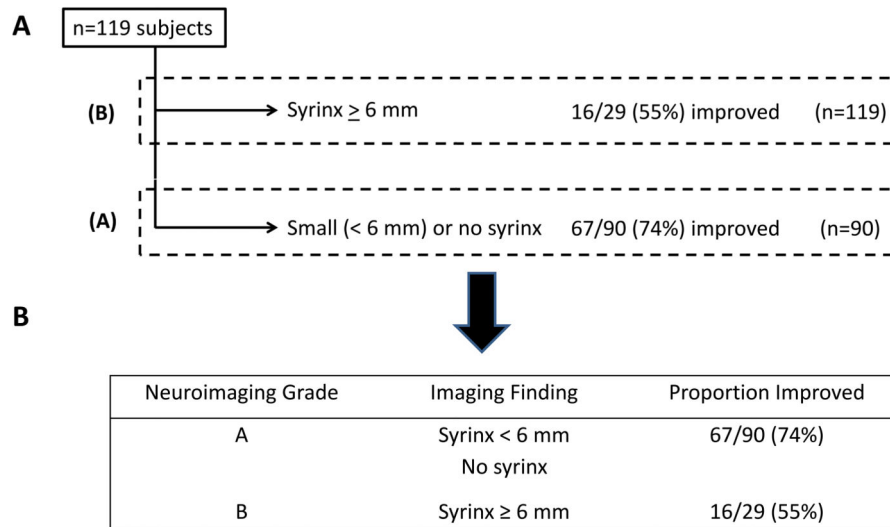 A
n=119 subjects
(B) Syrinx ≥ 6 mm 16/29 (55%) improved (n=119)
(A) Small (< 6 mm) or no syrinx 67/90 (74%) improved (n=90)
B
Neuroimaging Grade Imaging Finding Proportion Improved
A Syrinx < 6 mm 67/90 (74%)
No syrinx
B Syrinx ≥ 6 mm 16/29 (55%)